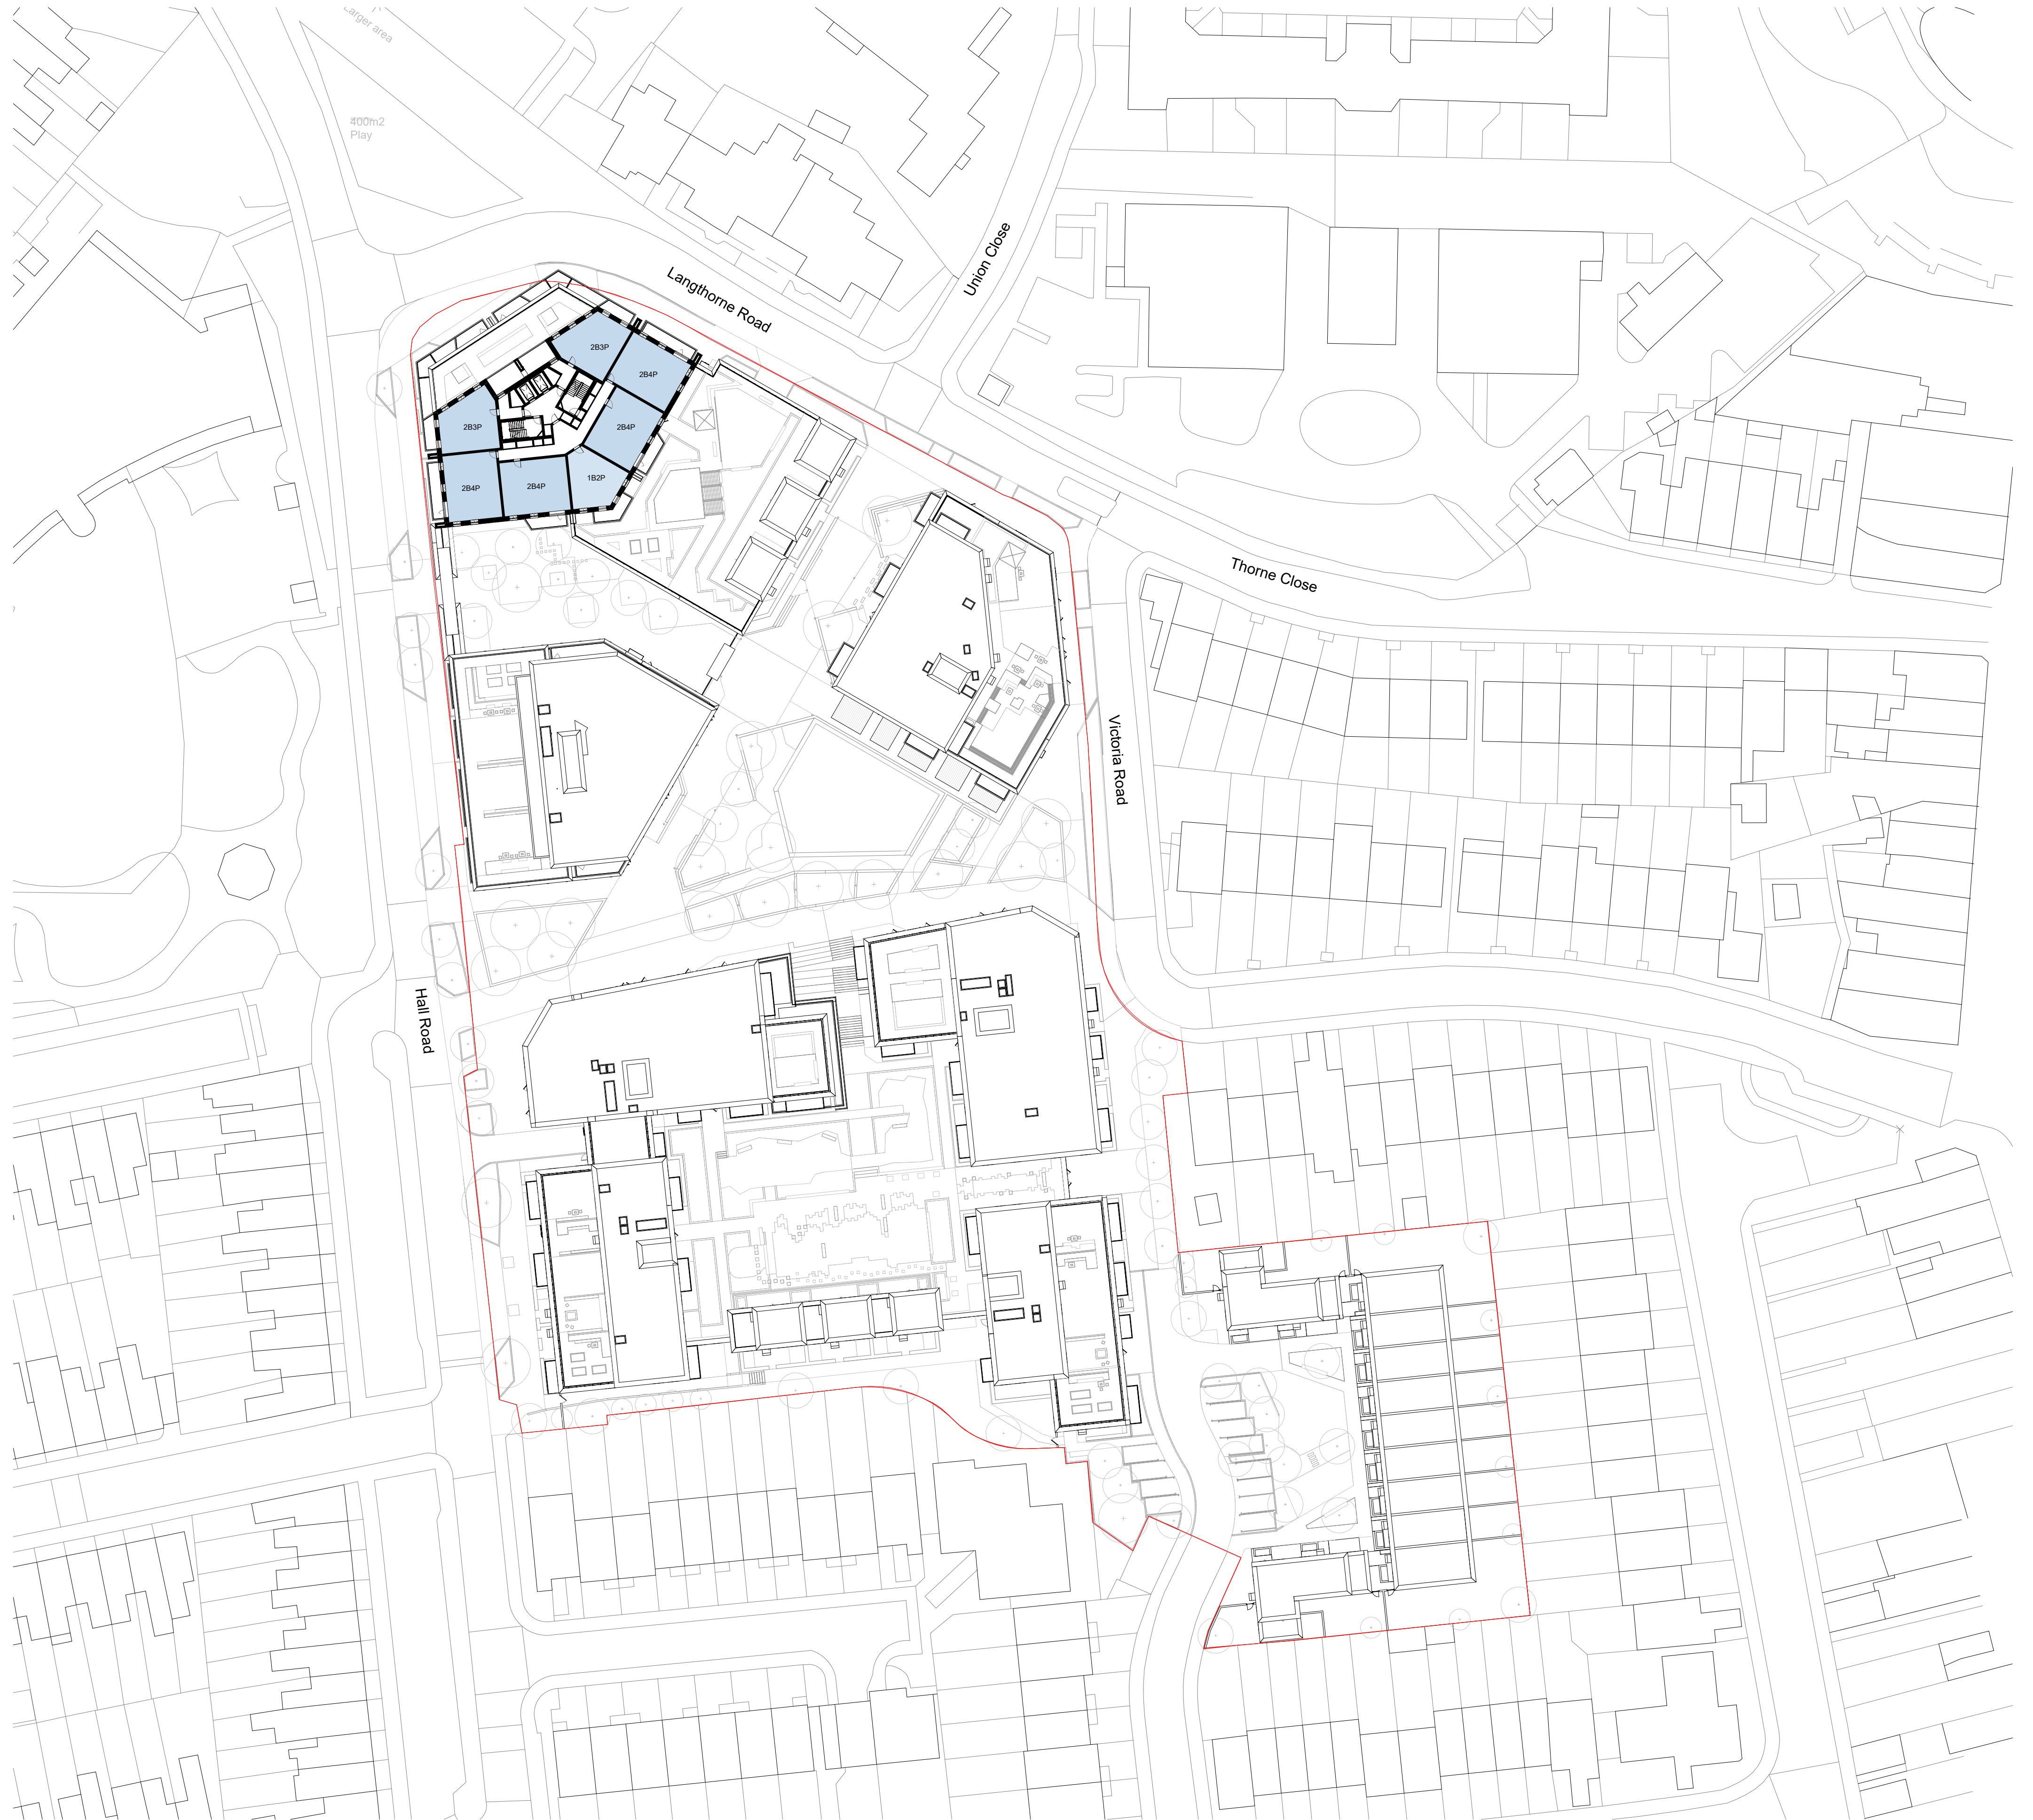 Larger area
400m2
Play
Union Close
Langthorne Road
2B3P
2B4P
2B3P
2B4P
2B4P
2B4P
1B2P
Thorne Close
Victoria Road
Hall Road